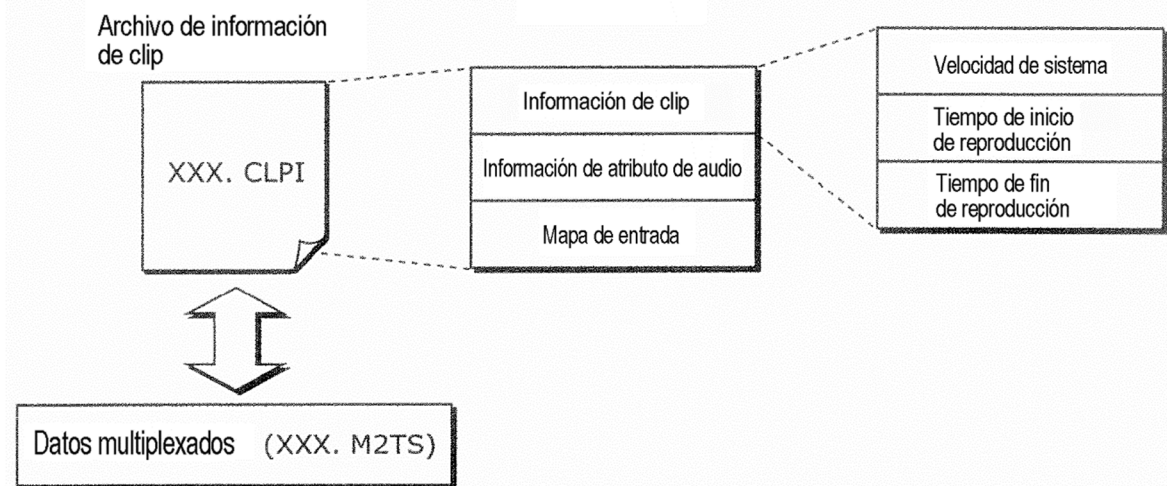 Archivo de información
de clip
XXX. CLPI
Información de clip
Información de atributo de audio
Mapa de entrada
Velocidad de sistema
Tiempo de inicio
de reproducción
Tiempo de fin
de reproducción
Datos multiplexados (XXX. M2TS)